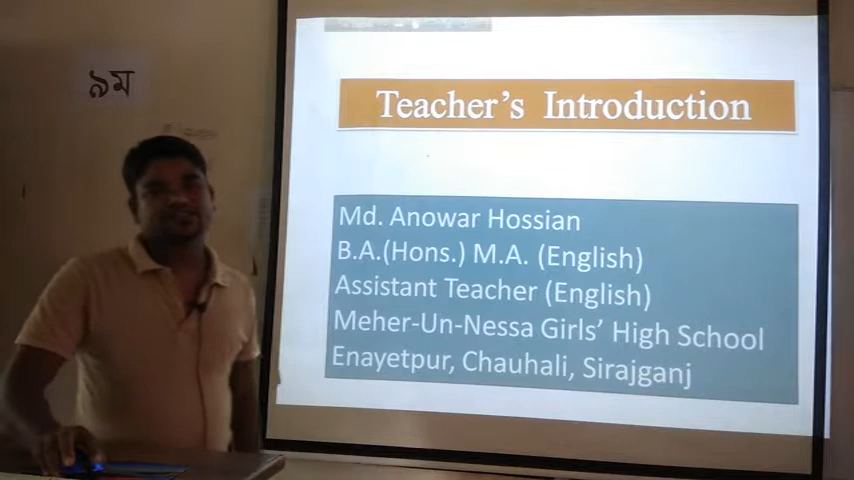 ৯ম
Teacher's Introduction
Md. Anowar Hossian
B.A.(Hons.) M.A. (English)
Assistant Teacher (English)
Meher-Un-Nessa Girls' High School
Enayetpur, Chauhali, Sirajganj